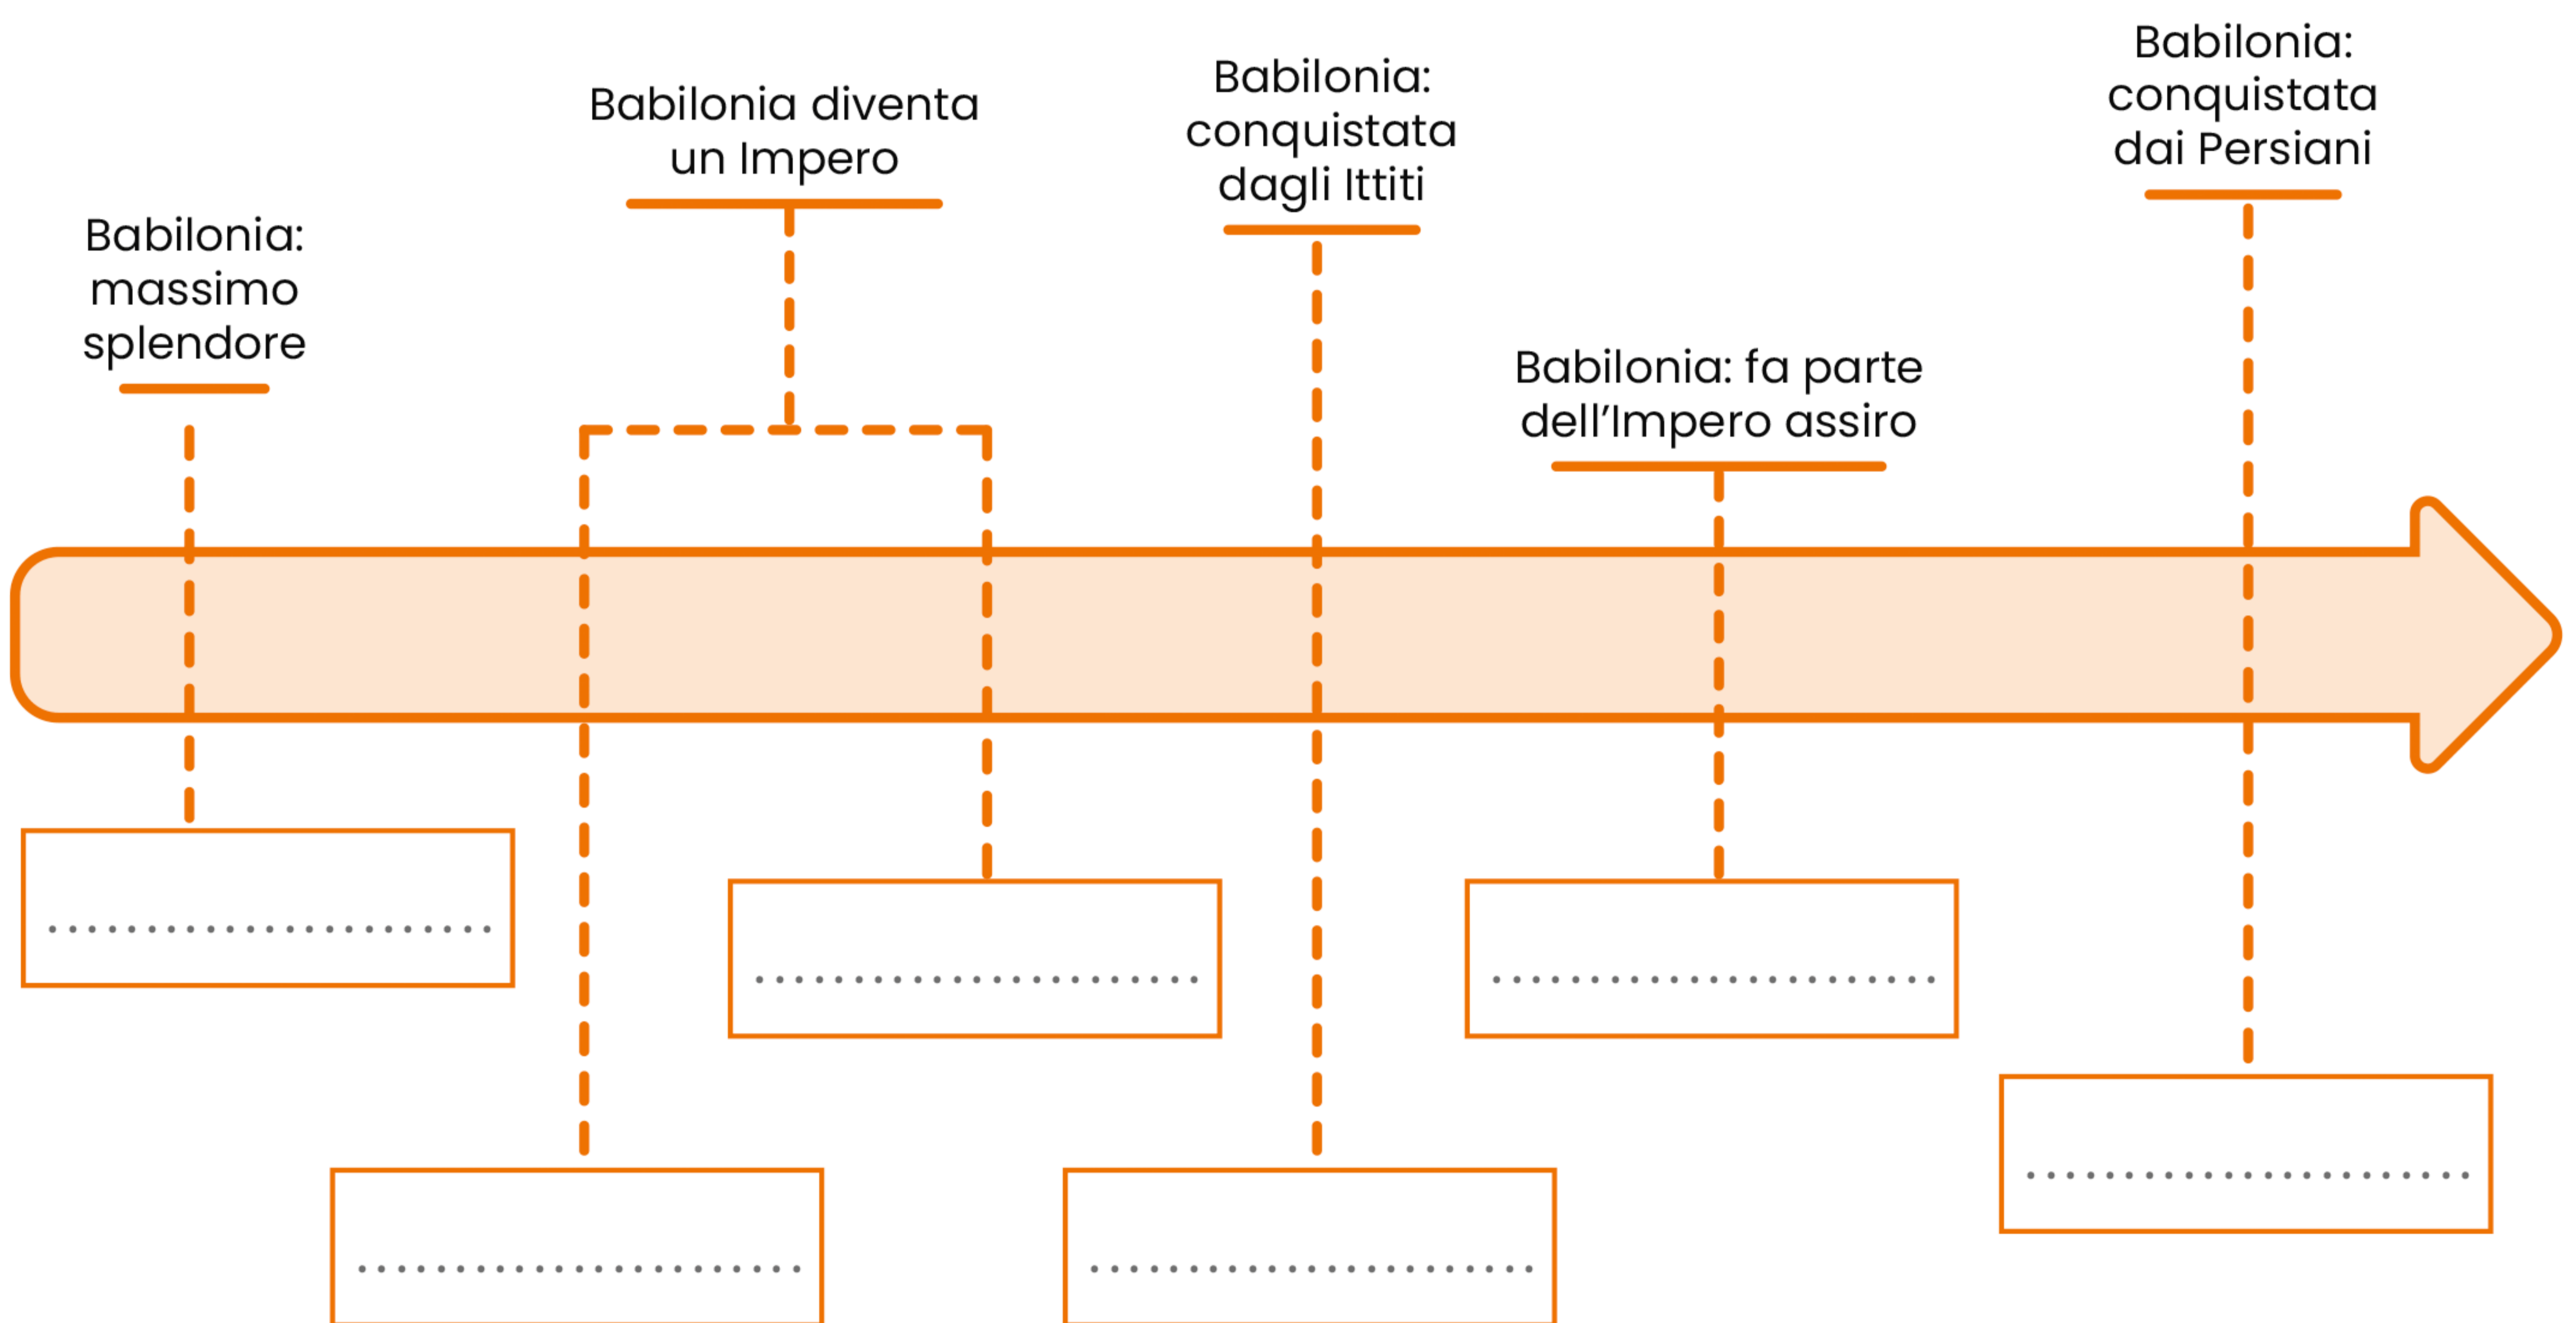 Babilonia:
massimo
splendore
Babilonia diventa
un Impero
Babilonia:
conquistata
dagli Ittiti
Babilonia: fa parte
dell’Impero assiro
Babilonia:
conquistata
dai Persiani